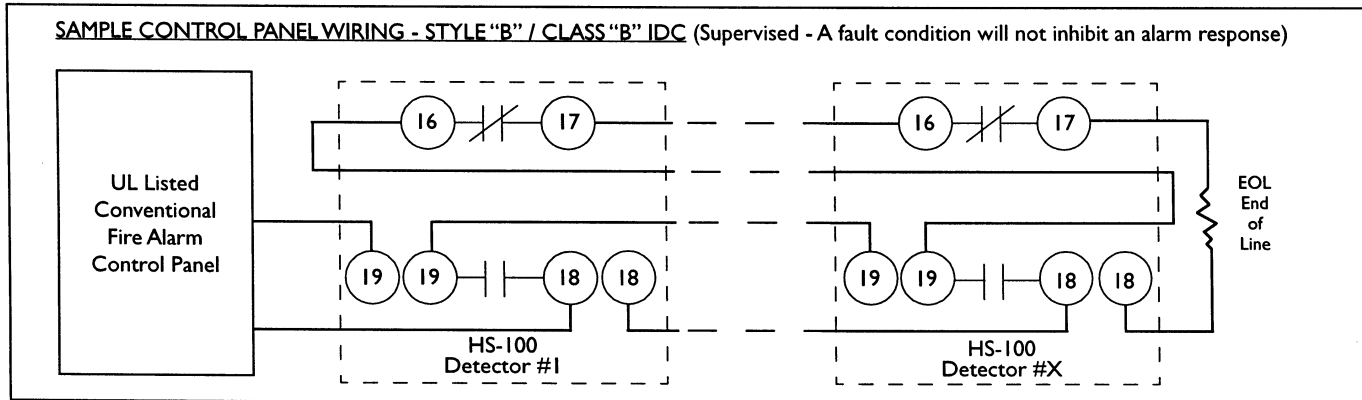 SAMPLE CONTROL PANEL WIRING - STYLE "B" / CLASS "B" IDC (Supervised - A fault condition will not inhibit an alarm response)
UL Listed
Conventional
Fire Alarm
Control Panel
16 17
19 19 18 18
HS-100
Detector #1
16 17
19 19 18 18
HS-100
Detector #X
EOL
End
of
Line